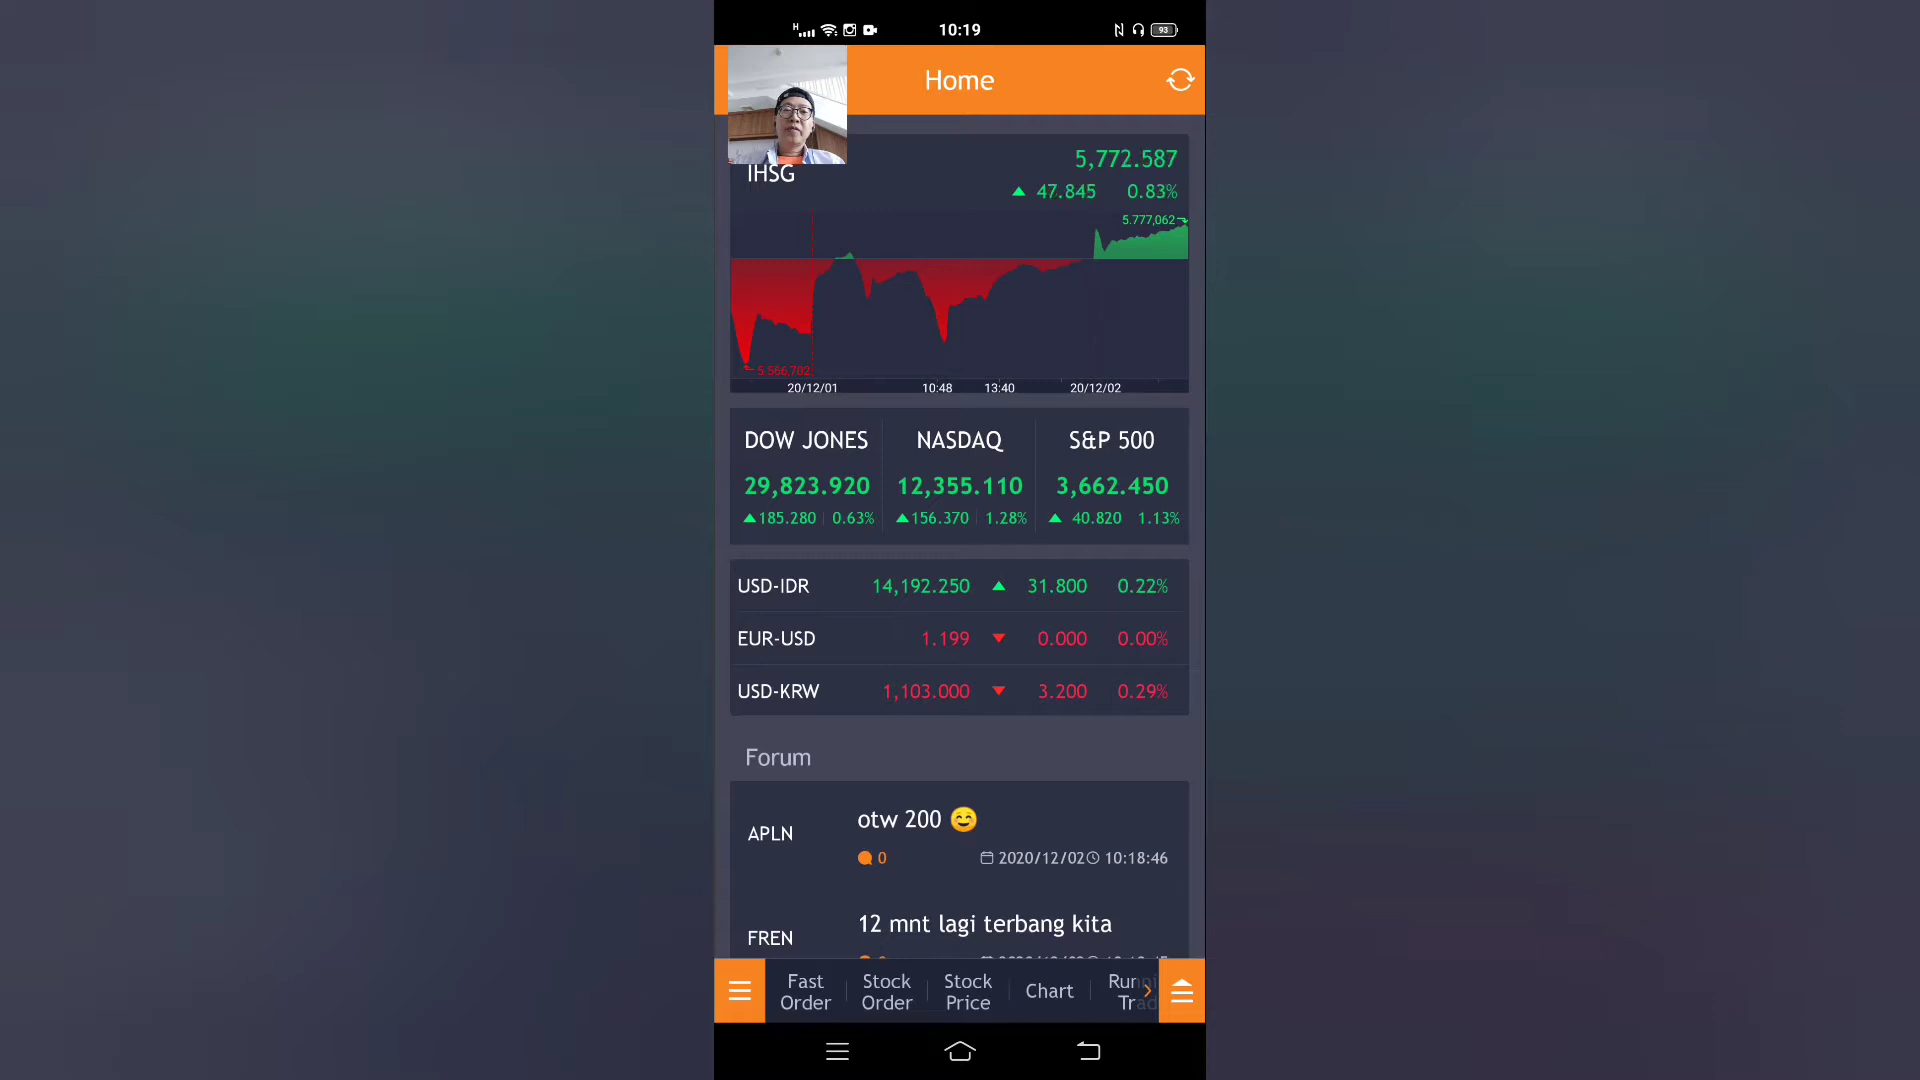 H 10:19 93
Home
IHSG
5,772.587
47.845 0.83%
5.777,062
5.566,702
20/12/01 10:48 13:40 20/12/02
DOW JONES NASDAQ S&P 500
29,823.920 12,355.110 3,662.450
185.280 0.63% 156.370 1.28% 40.820 1.13%
USD-IDR 14,192.250 31.800 0.22%
EUR-USD 1.199 0.000 0.00%
USD-KRW 1,103.000 3.200 0.29%
Forum
APLN
otw 200 😊
0 2020/12/02 10:18:46
FREN
12 mnt lagi terbang kita
Fast Order
Stock Order
Stock Price
Chart